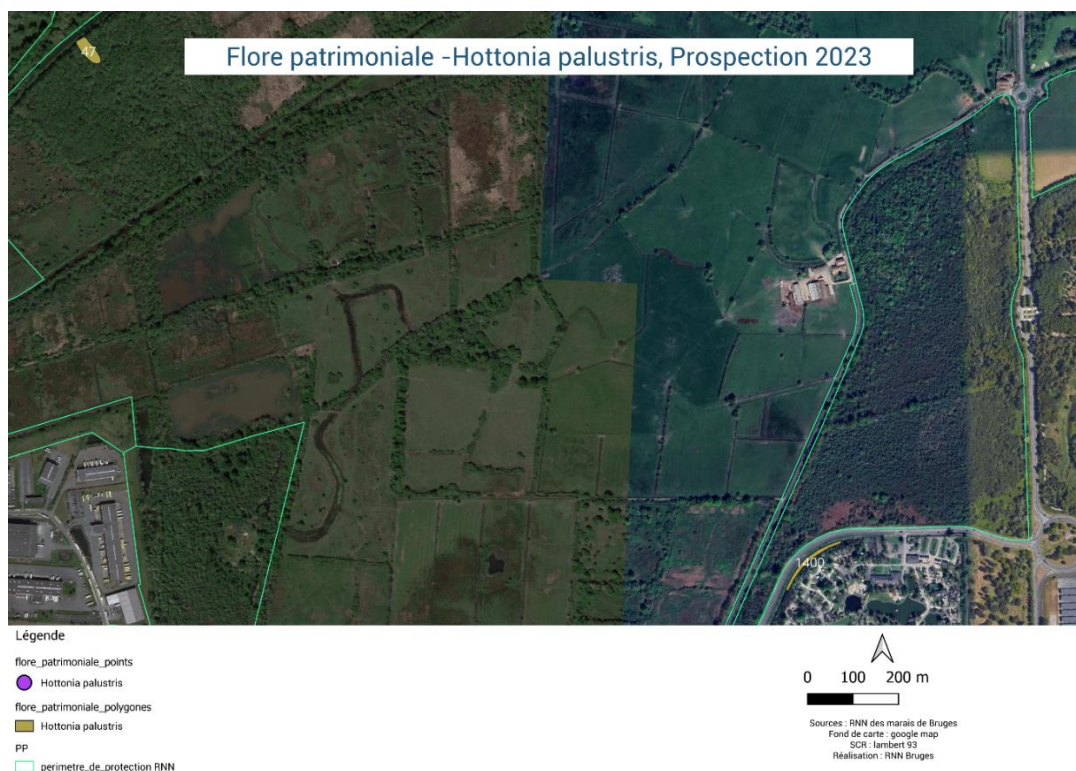 Flore patrimoniale -Hottonia palustris, Prospection 2023
47
1400
Légende
flore_patrimoniale_points
Hottonia palustris
flore_patrimoniale_polygones
Hottonia palustris
PP
perimetre_de_protection RNN
0 100 200 m
Sources : RNN des marais de Bruges
Fond de carte : google map
SCR : lambert 93
Réalisation : RNN Bruges